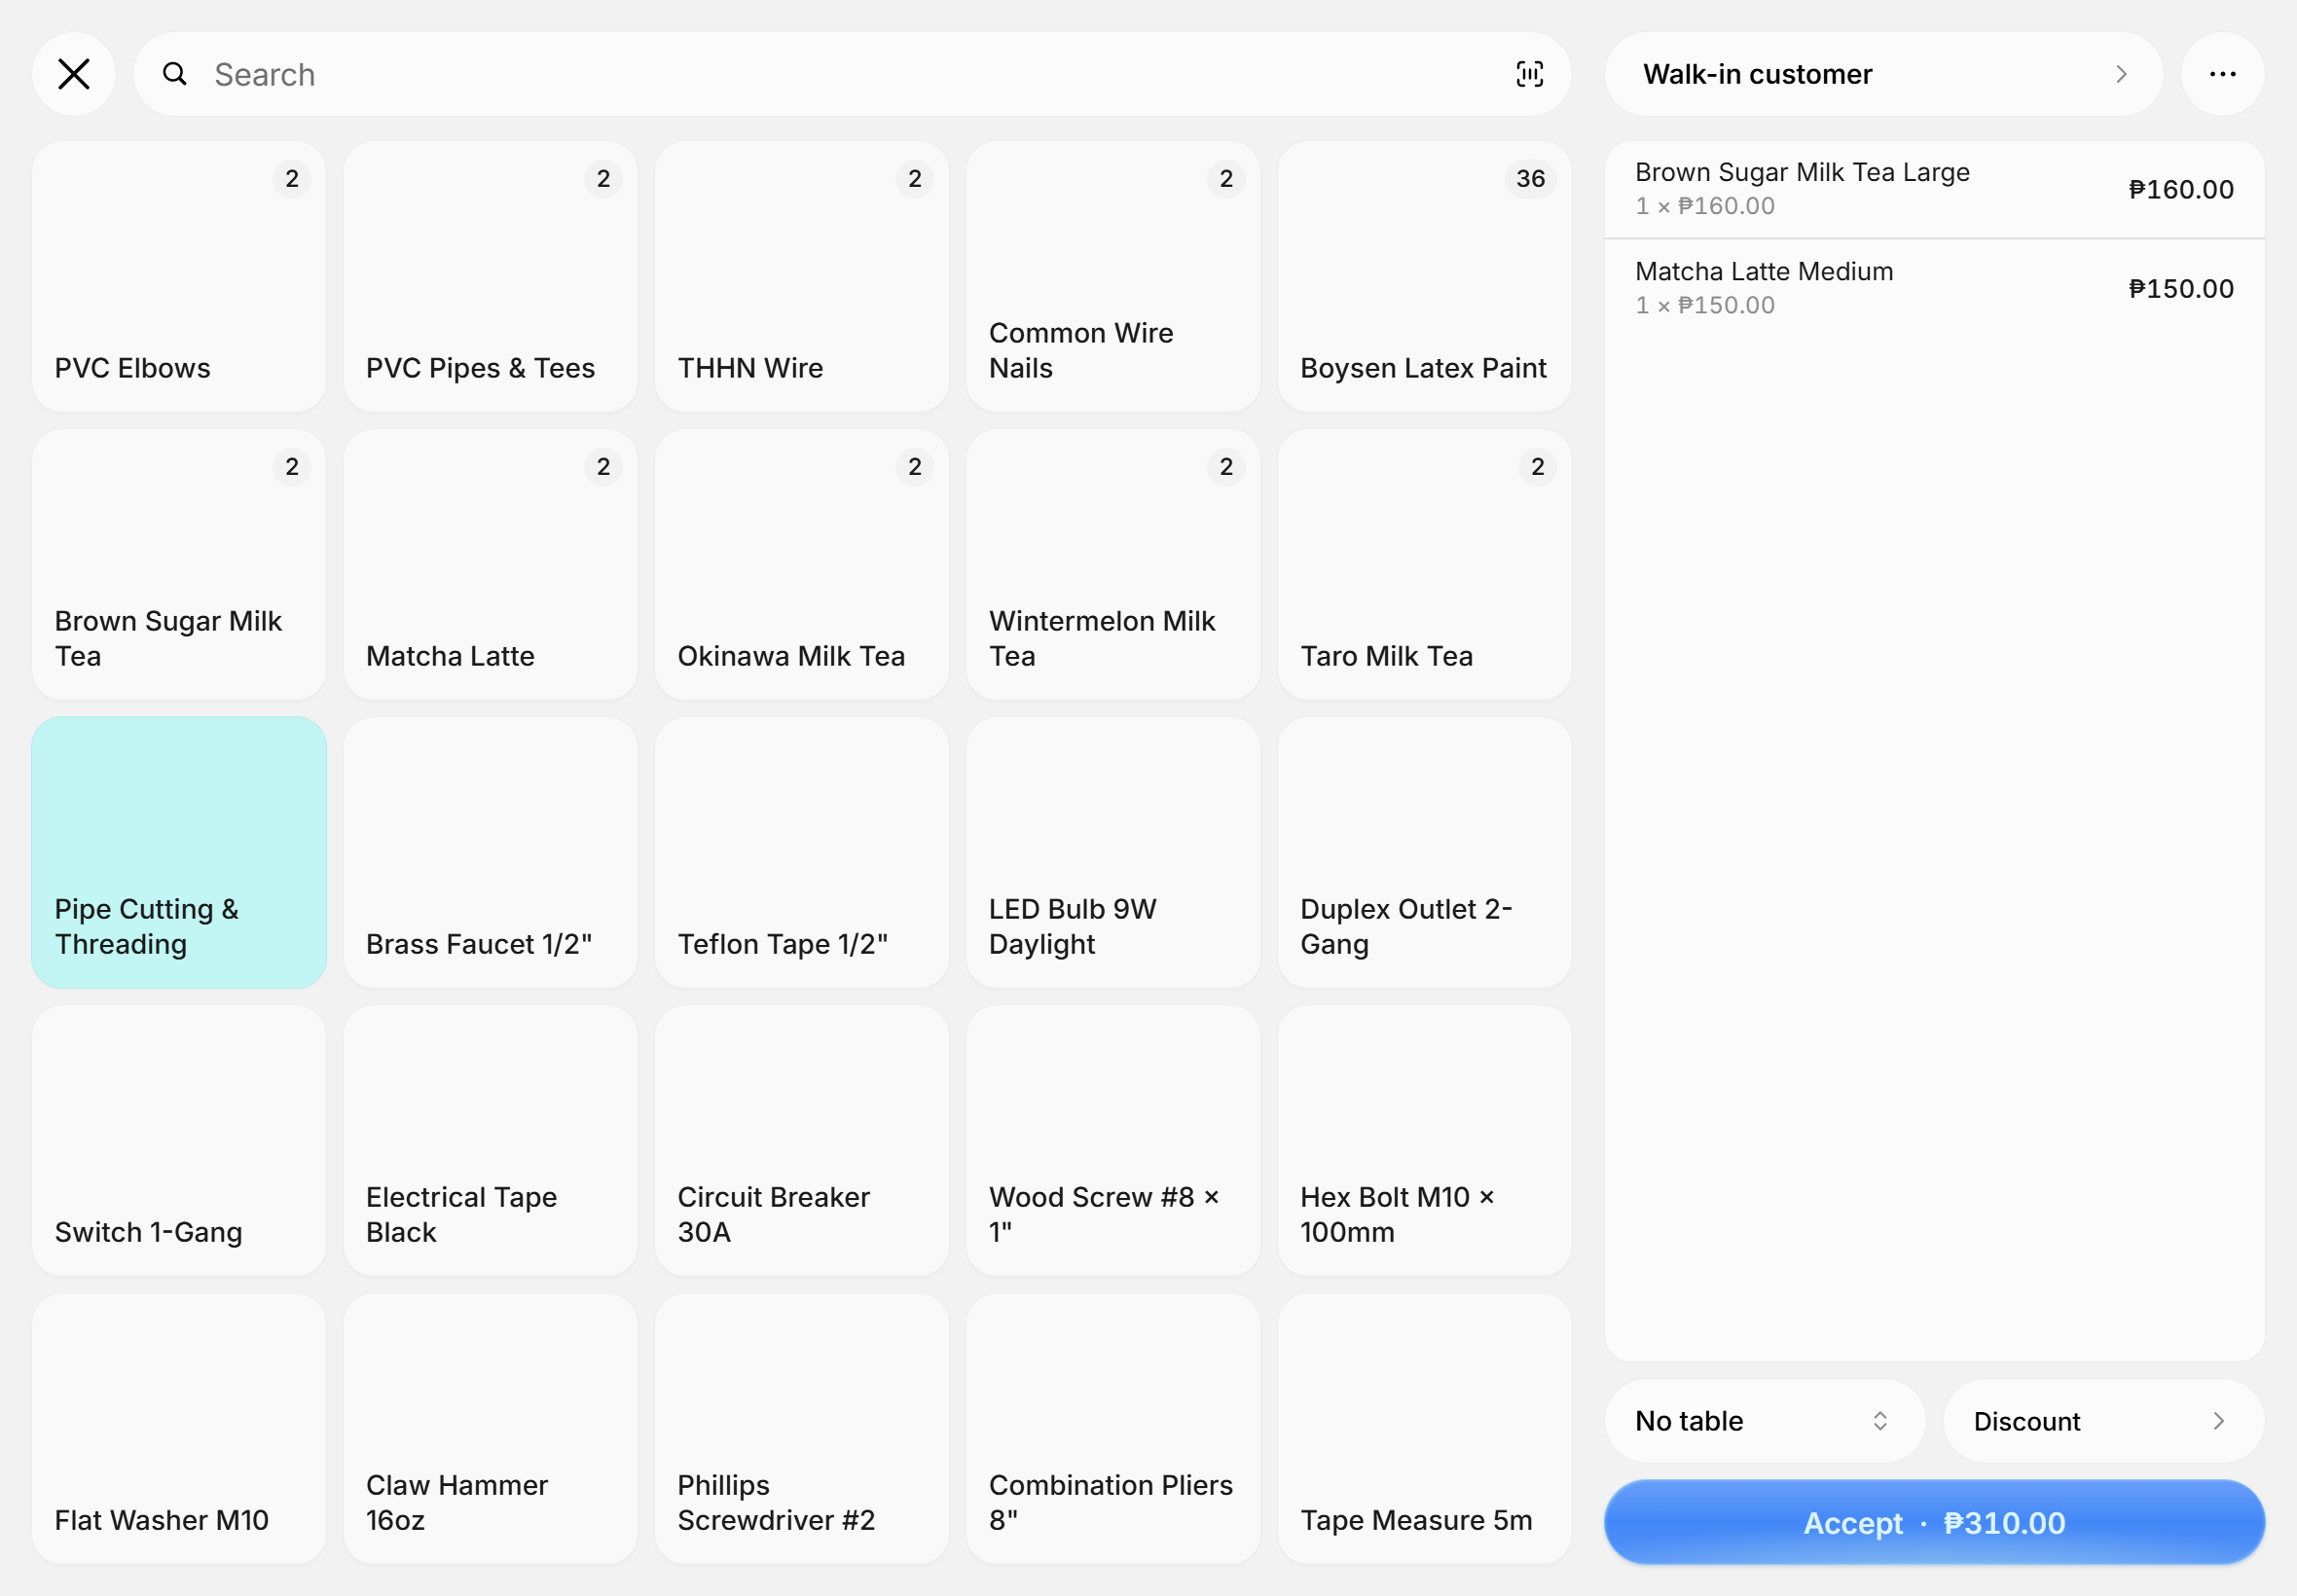 Search
Walk-in customer
2
PVC Elbows
2
PVC Pipes & Tees
2
THHN Wire
2
Common Wire
Nails
36
Boysen Latex Paint
2
Brown Sugar Milk
Tea
2
Matcha Latte
2
Okinawa Milk Tea
2
Wintermelon Milk
Tea
2
Taro Milk Tea
Pipe Cutting &
Threading
Brass Faucet 1/2"
Teflon Tape 1/2"
LED Bulb 9W
Daylight
Duplex Outlet 2-
Gang
Switch 1-Gang
Electrical Tape
Black
Circuit Breaker
30A
Wood Screw #8 ×
1"
Hex Bolt M10 ×
100mm
Flat Washer M10
Claw Hammer
16oz
Phillips
Screwdriver #2
Combination Pliers
8"
Tape Measure 5m
Brown Sugar Milk Tea Large
1 × ₱160.00
₱160.00
Matcha Latte Medium
1 × ₱150.00
₱150.00
No table
Discount
Accept · ₱310.00